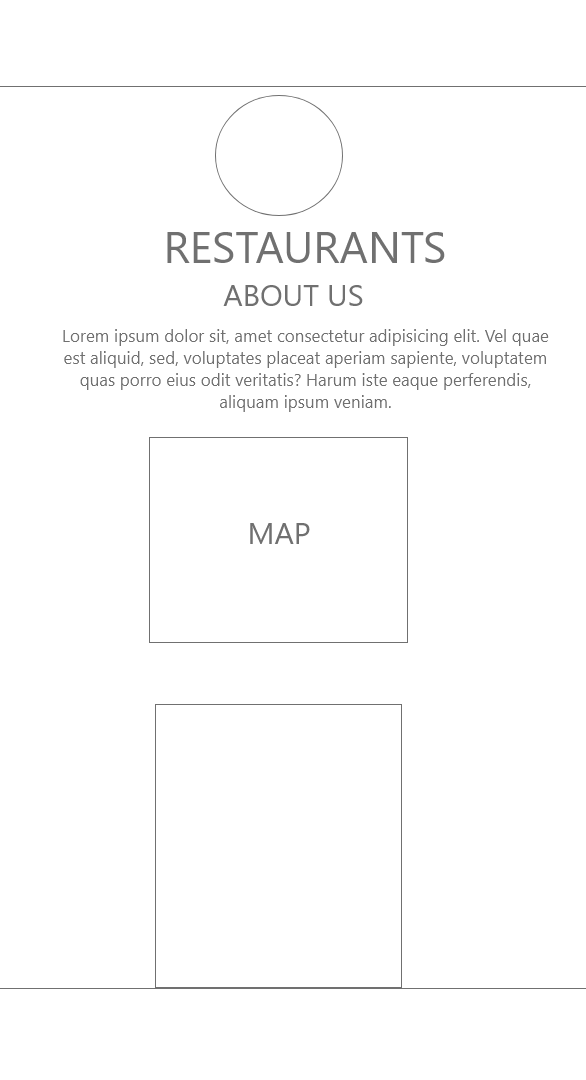 RESTAURANTS
ABOUT US
Lorem ipsum dolor sit, amet consectetur adipisicing elit. Vel quae
est aliquid, sed, voluptates placeat aperiam sapiente, voluptatem
quas porro eius odit veritatis? Harum iste eaque perferendis,
aliquam ipsum veniam.
MAP